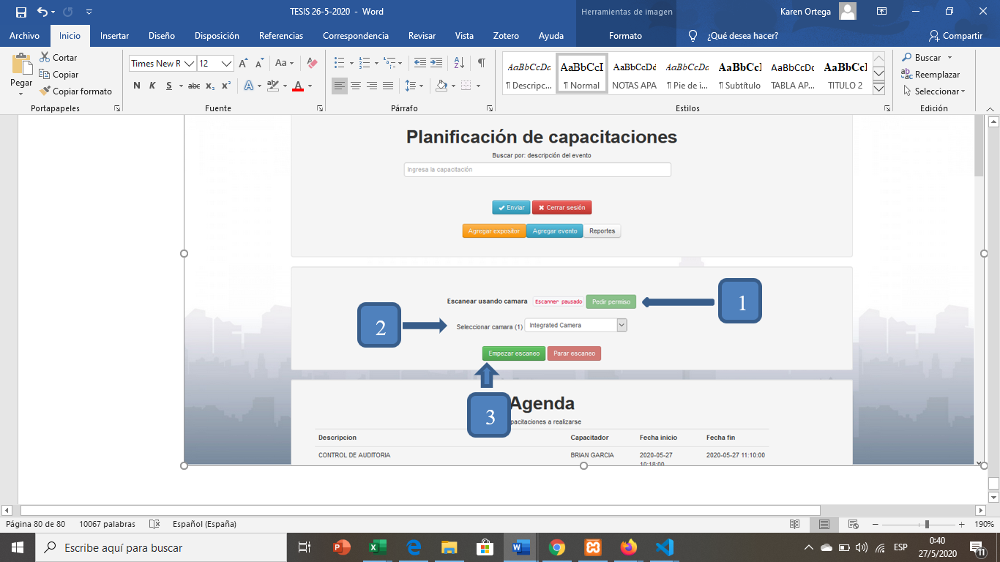 TESIS 26-5-2020 - Word
Herramientas de imagen
Karen Ortega
Archivo Inicio Insertar Diseño Disposición Referencias Correspondencia Revisar Vista Zotero Ayuda Formato ¿Qué desea hacer? Compartir
Pegar
Cortar
Copiar
Copiar formato
Portapapeles
Times New R 12
N K S abc x₂ x²
Fuente
Párrafo
AaBbCcDa AaBbCcI AaBbCcDć AaBbCcDc AaBbCcI AaBbCcDc AaBbCcI
¶ Descripc... ¶ Normal NOTAS APA ¶ Pie de i... ¶ Subtítulo TABLA AP... TITULO 2
Estilos
Buscar
Reemplazar
Seleccionar
Edición
Planificación de capacitaciones
Buscar por: descripción del evento
Ingresa la capacitación
Enviar Cerrar sesión
Agregar expositor Agregar evento Reportes
Escanear usando camara Escanner pausado Pedir permiso
1
2
Seleccionar camara (1) Integrated Camera
Empezar escaneo Parar escaneo
3
Agenda
pacitaciones a realizarse
Descripcion Capacitador Fecha inicio Fecha fin
CONTROL DE AUDITORIA BRIAN GARCIA 2020-05-27 2020-05-27 11:10:00
10:18:00
Página 80 de 80 10067 palabras Español (España) 190%
Escribe aquí para buscar
ESP
0:40
27/5/2020
11